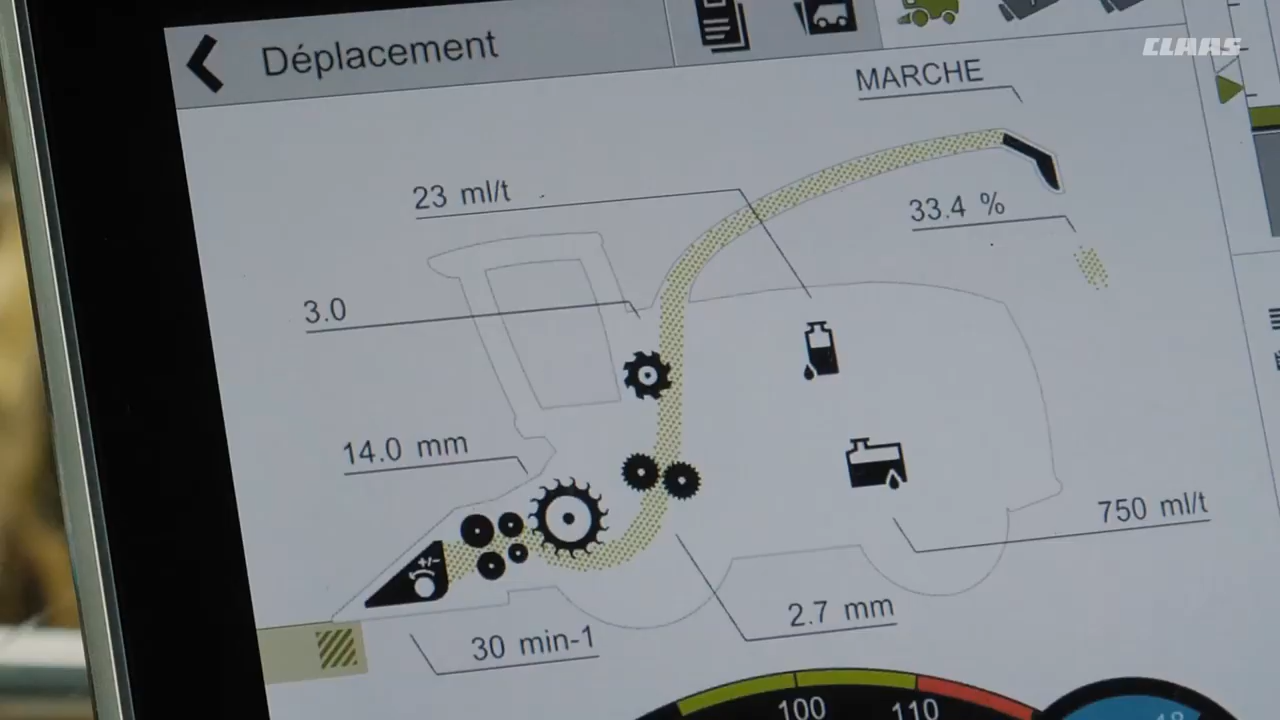 Déplacement
CLAAS
MARCHE
23 ml/t
33.4 %
3.0
14.0 mm
+/-
750 ml/t
2.7 mm
30 min-1
100
110